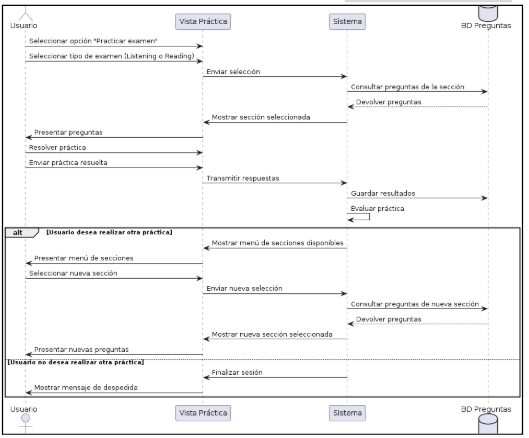 Usuario Vista Práctica Sistema BD Preguntas
Seleccionar opción "Practicar examen"
Seleccionar tipo de examen (Listening o Reading)
Enviar selección
Consultar preguntas de la sección
Devolver preguntas
Mostrar sección seleccionada
Presentar preguntas
Resolver práctica
Enviar práctica resuelta
Transmitir respuestas
Guardar resultados
Evaluar práctica
alt [Usuario desea realizar otra práctica]
Mostrar menú de secciones disponibles
Presentar menú de secciones
Seleccionar nueva sección
Enviar nueva selección
Consultar preguntas de nueva sección
Devolver preguntas
Mostrar nueva sección seleccionada
Presentar nuevas preguntas
[Usuario no desea realizar otra práctica]
Finalizar sesión
Mostrar mensaje de despedida
Usuario Vista Práctica Sistema BD Preguntas